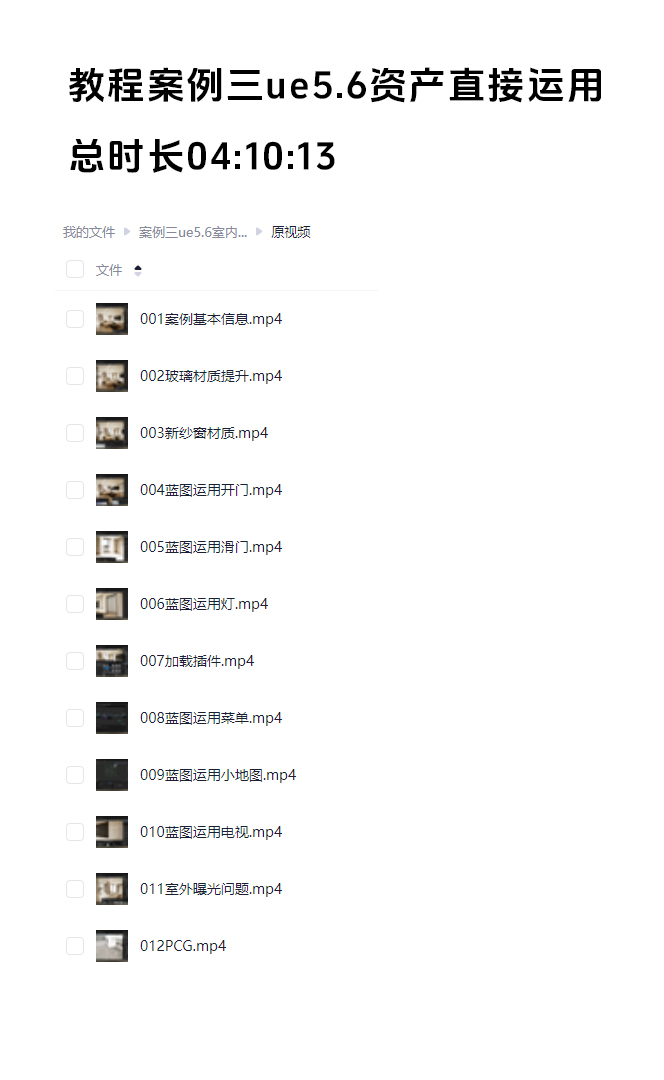 教程案例三ue5.6资产直接运用
总时长04:10:13
我的文件 案例三ue5.6室内... 原视频
文件
001案例基本信息.mp4
002玻璃材质提升.mp4
003新纱窗材质.mp4
004蓝图运用开门.mp4
005蓝图运用滑门.mp4
006蓝图运用灯.mp4
007加载插件.mp4
008蓝图运用菜单.mp4
009蓝图运用小地图.mp4
010蓝图运用电视.mp4
011室外曝光问题.mp4
012PCG.mp4